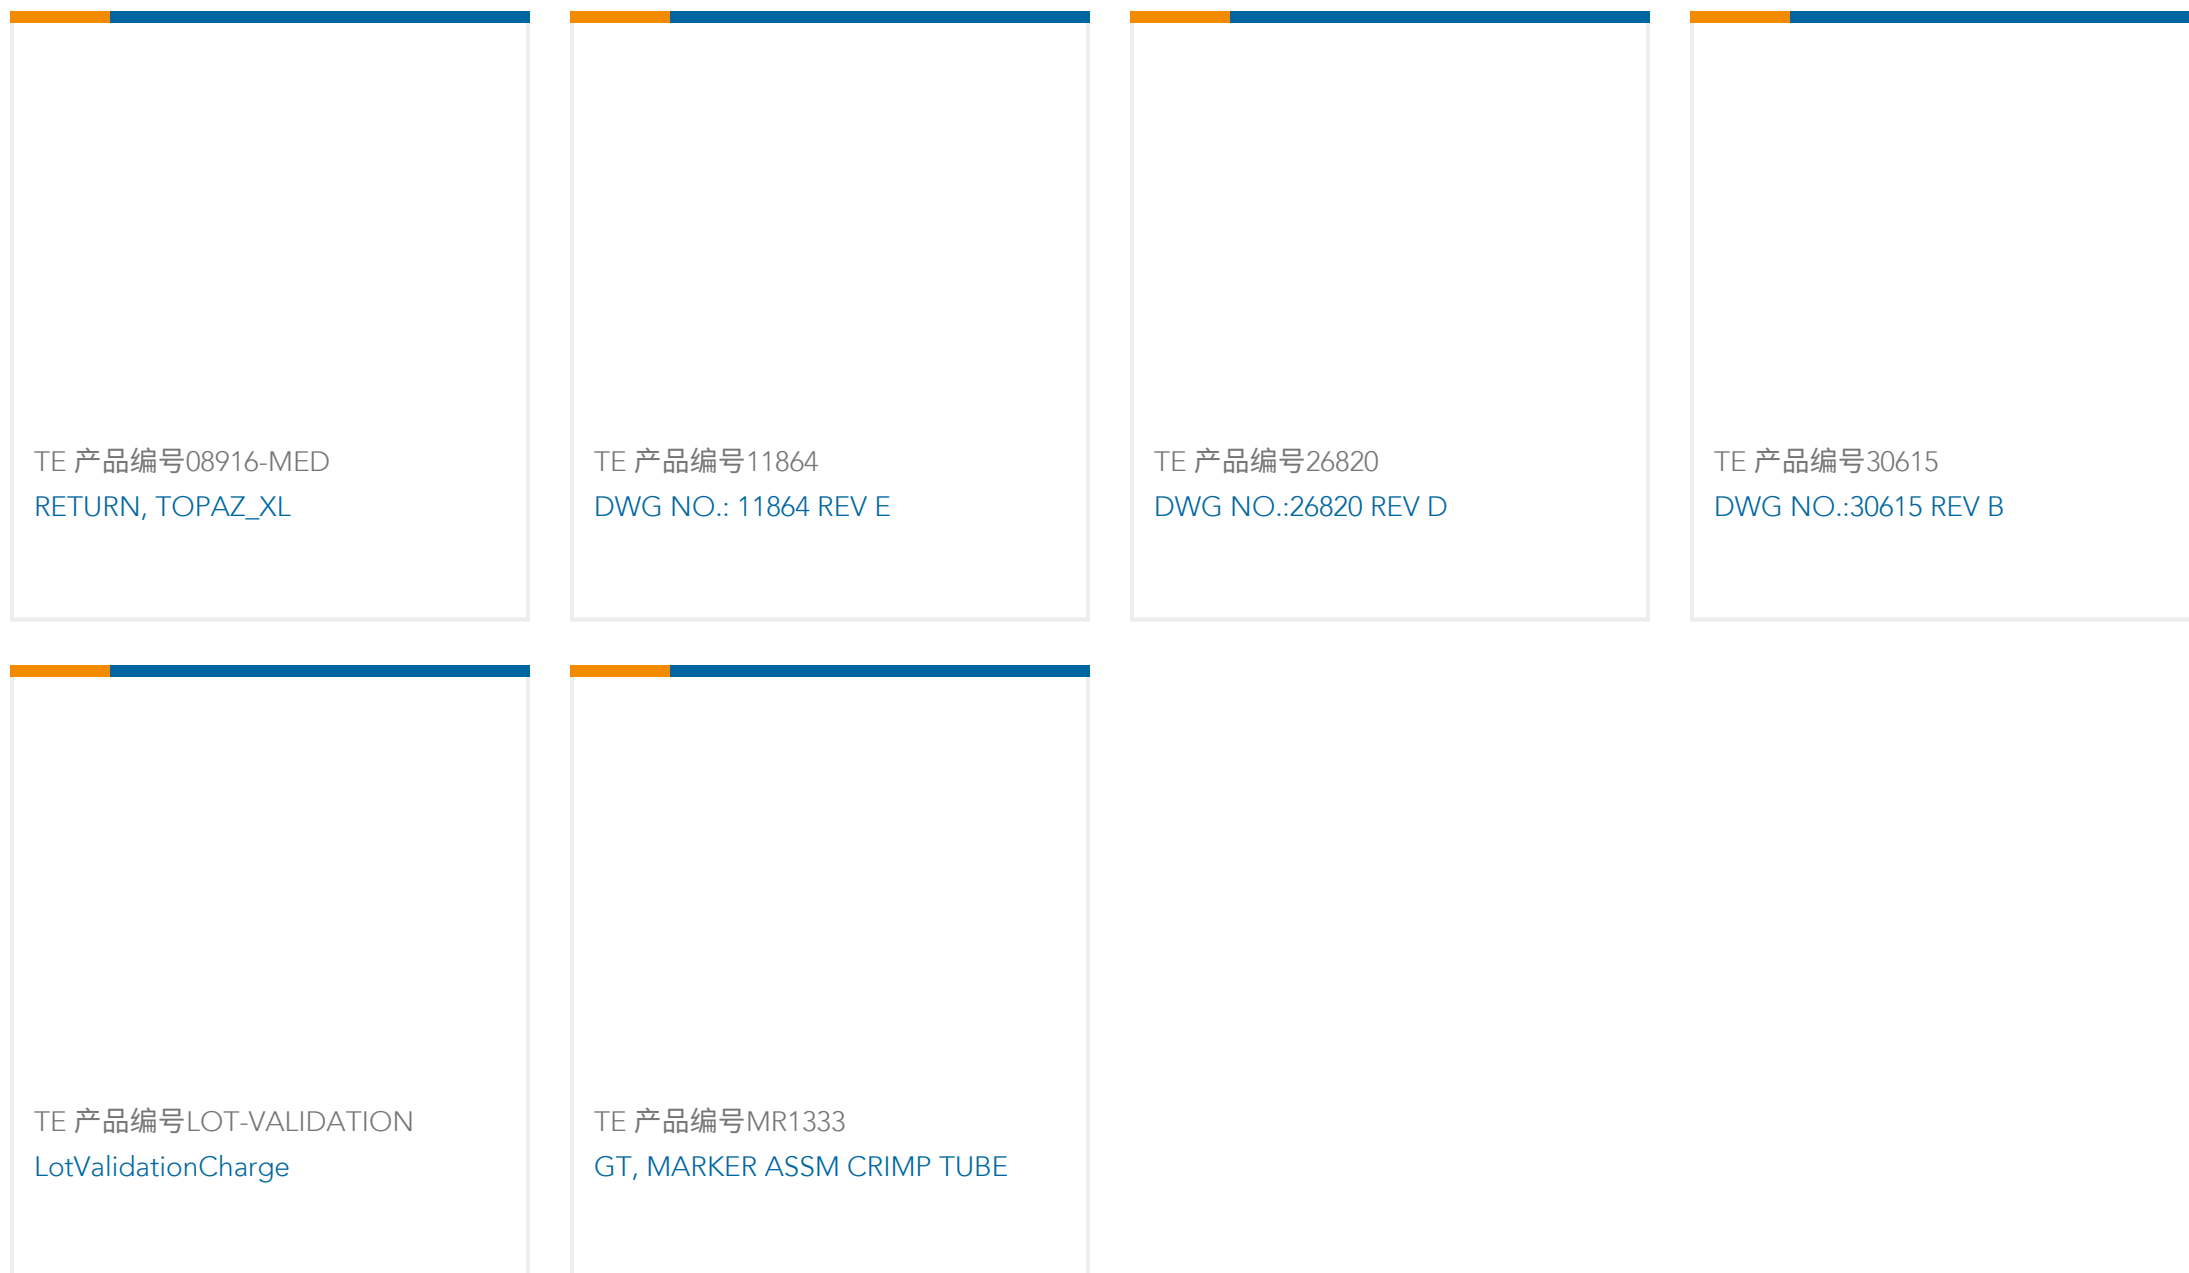 TE 产品编号08916-MED
RETURN, TOPAZ_XL
TE 产品编号11864
DWG NO.: 11864 REV E
TE 产品编号26820
DWG NO.:26820 REV D
TE 产品编号30615
DWG NO.:30615 REV B
TE 产品编号LOT-VALIDATION
LotValidationCharge
TE 产品编号MR1333
GT, MARKER ASSM CRIMP TUBE